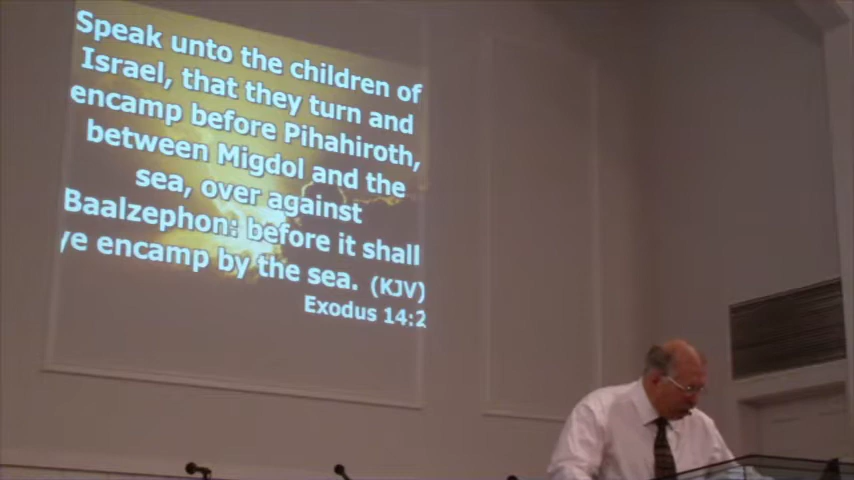 Speak unto the children of
Israel, that they turn and
encamp before Pihahiroth,
between Migdol and the
sea, over against
Baalzephon: before it shall
ye encamp by the sea. (KJV)
Exodus 14:2